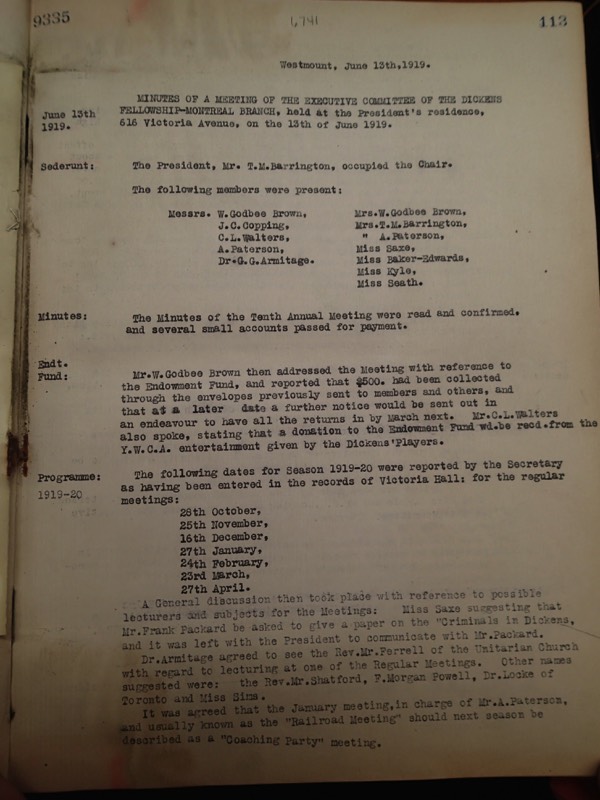 9335
6,741
113
Westmount, June 13th,1919.
MINUTES OF A MEETING OF THE EXECUTIVE COMMITTEE OF THE DICKENS
June 13th FELLOWSHIP-MONTREAL BRANCH, held at the President's residence,
1919. 616 Victoria Avenue, on the 13th of June 1919.
Sederunt: The President, Mr. T.M.Barrington, occupied the Chair.
The following members were present:
Messrs. W.Godbee Brown, Mrs.W.Godbee Brown,
J.C.Copping, Mrs.T.M.Barrington,
C.L.Walters, " A.Paterson,
A.Paterson, Miss Saxe,
Dr.G.G.Armitage. Miss Baker-Edwards,
Miss Kyle,
Miss Seath.
Minutes: The Minutes of the Tenth Annual Meeting were read and confirmed.
and several small accounts passed for payment.
Endt.
Fund: Mr.W.Godbee Brown then addressed the Meeting with reference to
the Endowment Fund, and reported that $500. had been collected
through the envelopes previously sent to members and others, and
that at a later date a further notice would be sent out in
an endeavour to have all the returns in by March next. Mr.C.L.Walters
also spoke, stating that a donation to the Endowment Fund wd.be recd.from the
Y.W.C.A. entertainment given by the Dickens'Players.
Programme: The following dates for Season 1919-20 were reported by the Secretary
1919-20 as having been entered in the records of Victoria Hall: for the regular
meetings:
28th October,
25th November,
16th December,
27th January,
24th February,
23rd March,
27th April.
A General discussion then took place with reference to possible
lecturers and subjects for the Meetings: Miss Saxe suggesting that
Mr.Frank Packard be asked to give a paper on the "Criminals in Dickens,
and it was left with the President to communicate with Mr.Packard.
Dr.Armitage agreed to see the Rev.Mr.Ferrell of the Unitarian Church
with regard to lecturing at one of the Regular Meetings. Other names
suggested were: the Rev.Mr.Shatford, F.Morgan Powell, Dr.Locke of
Toronto and Miss Sims.
It was agreed that the January meeting,in charge of Mr.A.Paterson,
and usually known as the "Railroad Meeting" should next season be
described as a "Coaching Party" meeting.